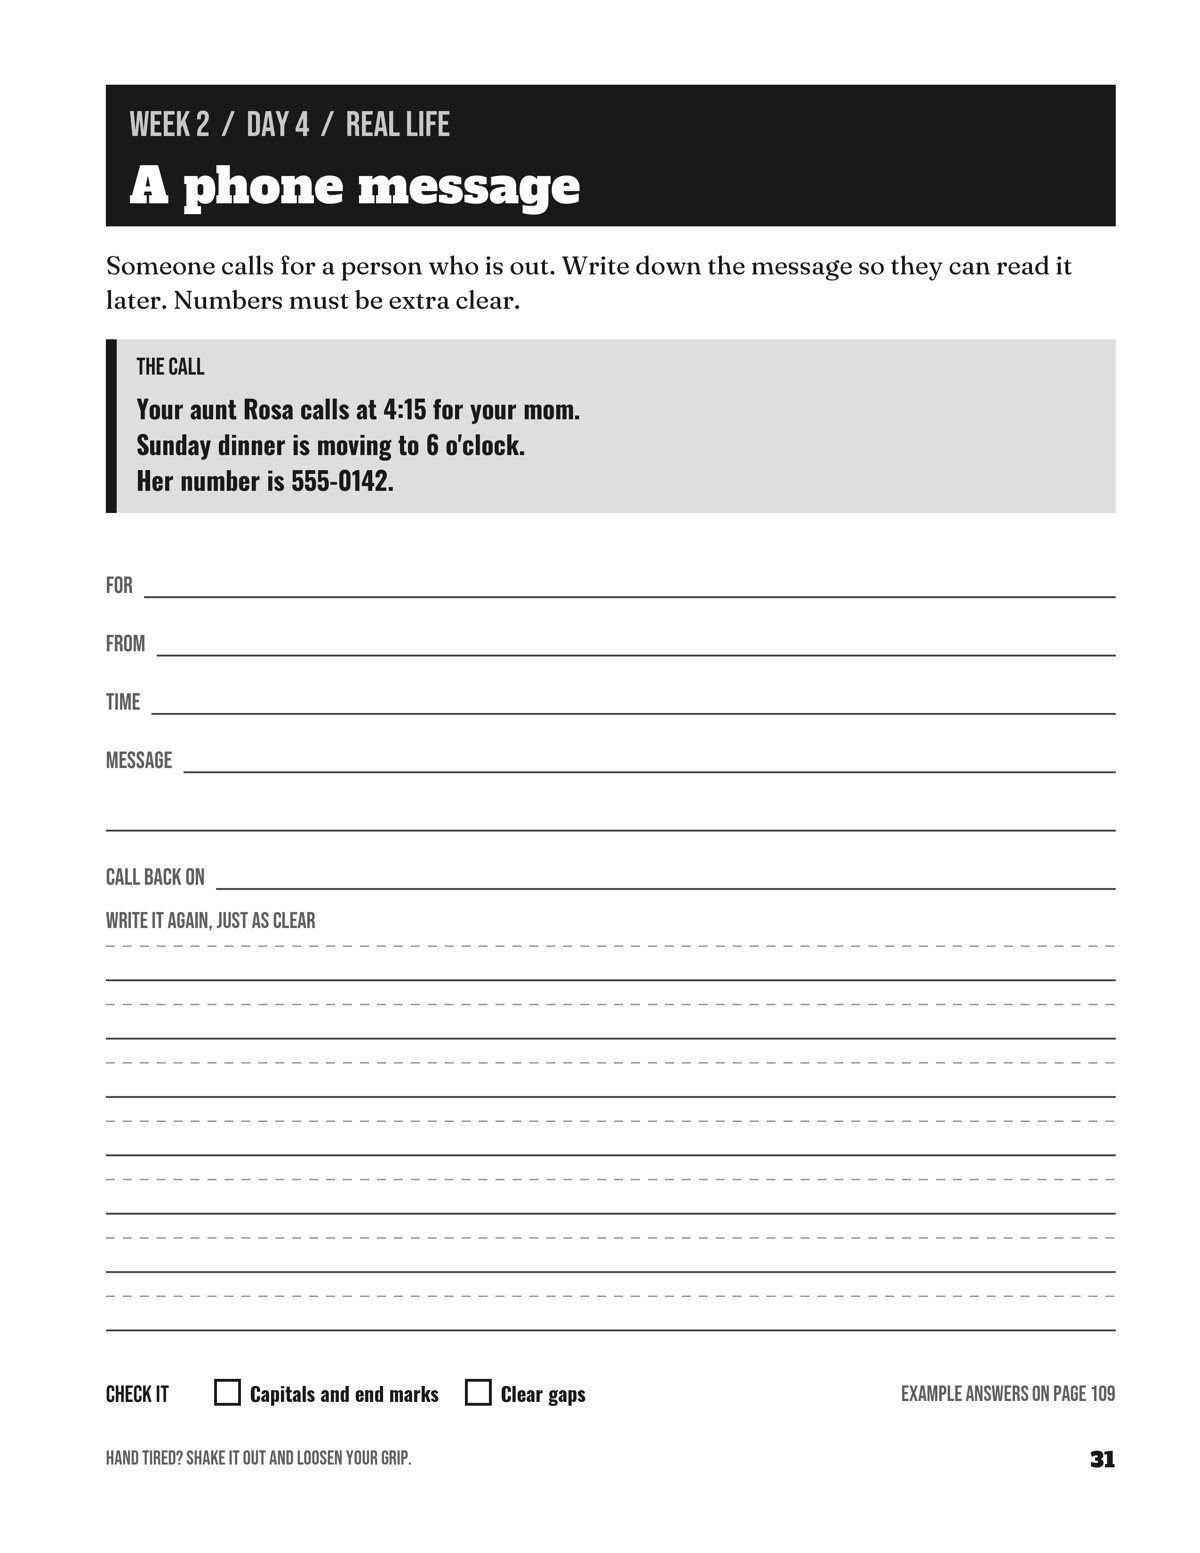 WEEK 2 / DAY 4 / REAL LIFE
A phone message
Someone calls for a person who is out. Write down the message so they can read it
later. Numbers must be extra clear.
THE CALL
Your aunt Rosa calls at 4:15 for your mom.
Sunday dinner is moving to 6 o'clock.
Her number is 555-0142.
FOR
FROM
TIME
MESSAGE
CALL BACK ON
WRITE IT AGAIN, JUST AS CLEAR
CHECK IT Capitals and end marks Clear gaps EXAMPLE ANSWERS ON PAGE 109
HAND TIRED? SHAKE IT OUT AND LOOSEN YOUR GRIP. 31